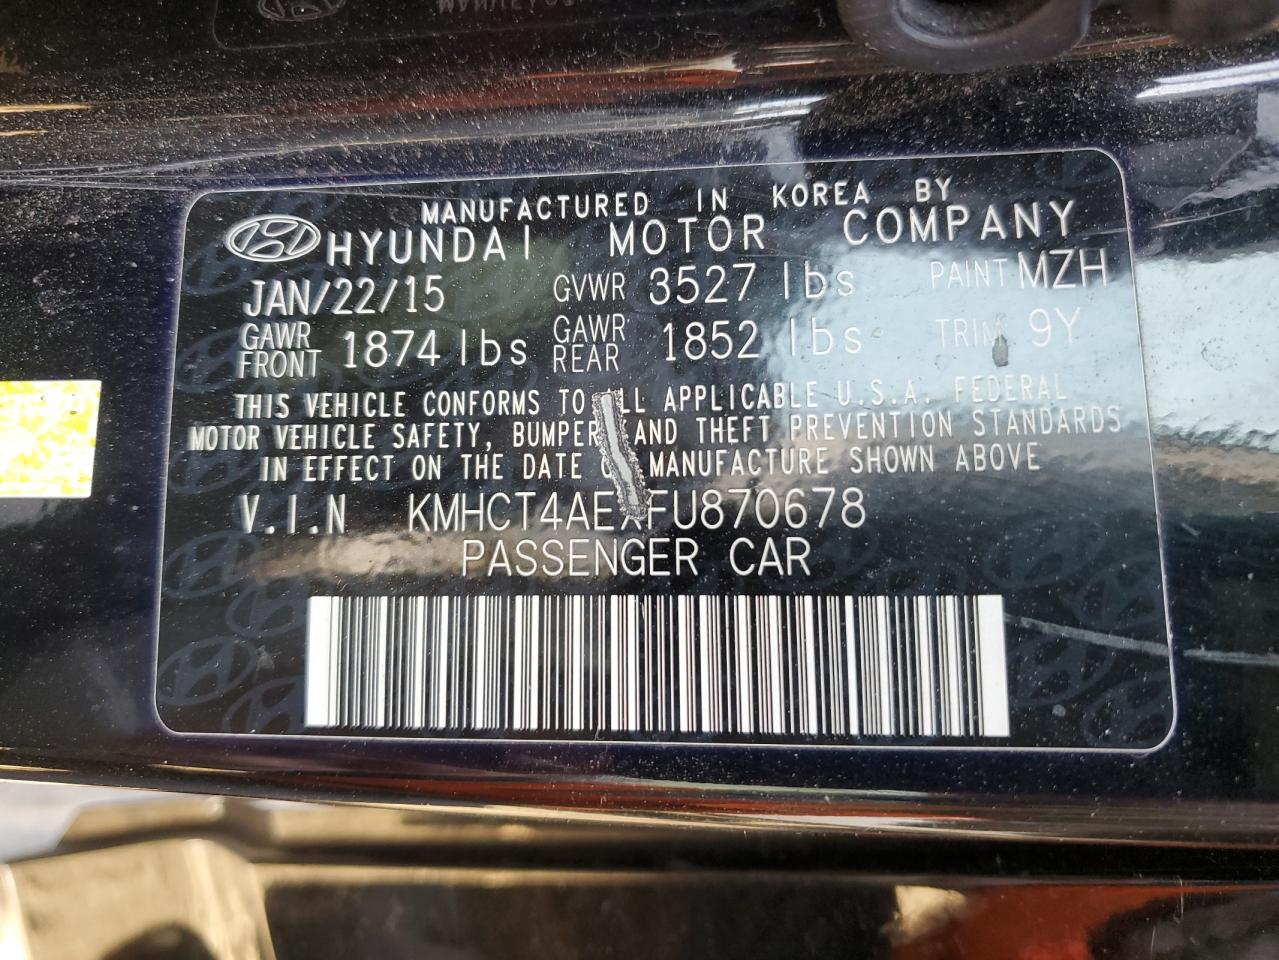 MANUFACTURED IN KOREA BY
HYUNDAI MOTOR COMPANY
JAN/22/15 GVWR 3527 lbs PAINT MZH
GAWR FRONT 1874 lbs GAWR REAR 1852 lbs TRIM 9Y
THIS VEHICLE CONFORMS TO ALL APPLICABLE U.S.A. FEDERAL
MOTOR VEHICLE SAFETY, BUMPER, AND THEFT PREVENTION STANDARDS
IN EFFECT ON THE DATE OF MANUFACTURE SHOWN ABOVE
V.I.N KMHCT4AEXFU870678
PASSENGER CAR